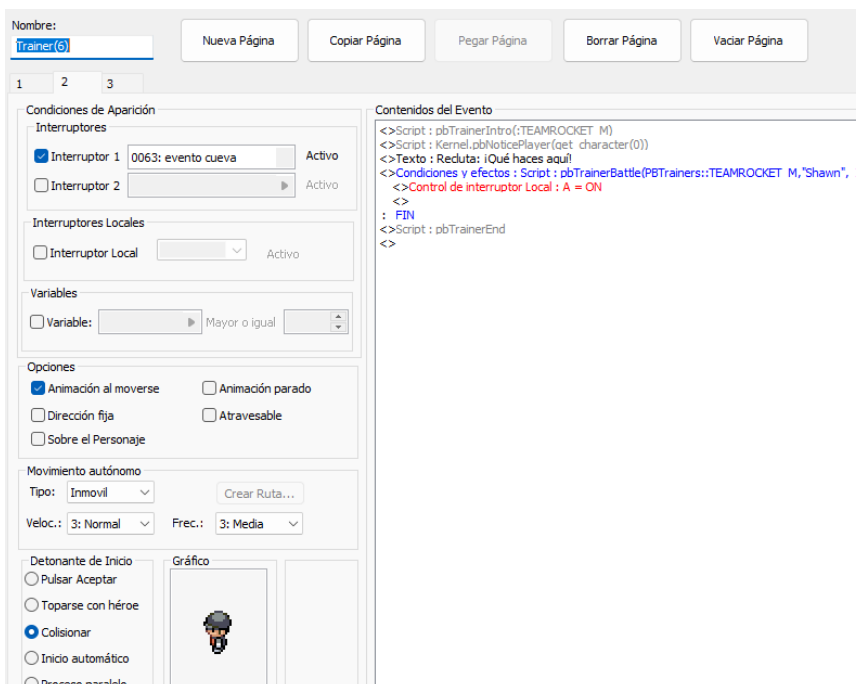 Nombre:
Trainer(6)
Nueva Página
Copiar Página
Pegar Página
Borrar Página
Vaciar Página
1
2
3
Condiciones de Aparición
Interruptores
Interruptor 1
0063: evento cueva
Activo
Interruptor 2
Activo
Interruptores Locales
Interruptor Local
Activo
Variables
Variable:
Mayor o igual
Opciones
Animación al moverse
Animación parado
Dirección fija
Atravesable
Sobre el Personaje
Movimiento autónomo
Tipo:
Inmovil
Crear Ruta...
Veloc.:
3: Normal
Frec.:
3: Media
Detonante de Inicio
Pulsar Aceptar
Toparse con héroe
Colisionar
Inicio automático
Proceso paralelo
Gráfico
Contenidos del Evento
<>Script : pbTrainerIntro(:TEAMROCKET_M)
<>Script : Kernel.pbNoticePlayer(get_character(0))
<>Texto : Recluta: ¡Qué haces aquí!
<>Condiciones y efectos : Script : pbTrainerBattle(PBTrainers::TEAMROCKET_M,"Shawn",
<>Control de interruptor Local : A = ON
<>
: FIN
<>Script : pbTrainerEnd
<>